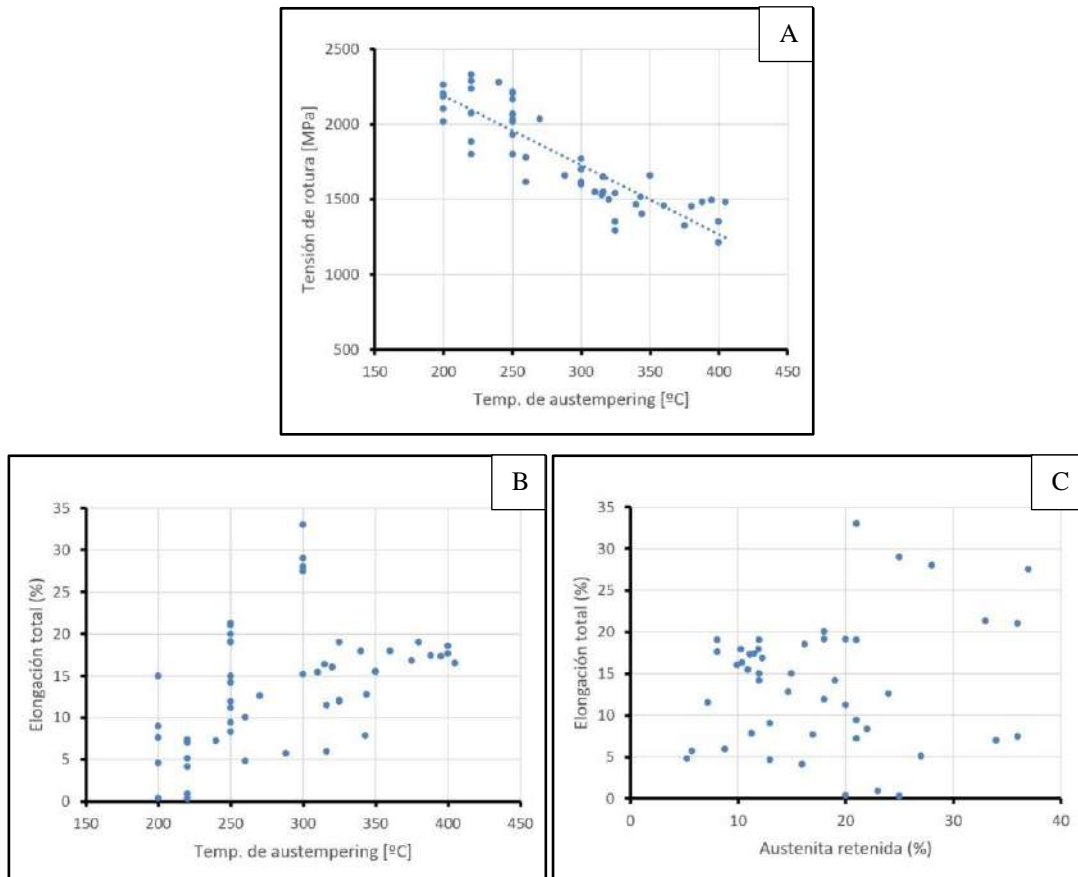 A
2500
2000
1500
1000
500
150 200 250 300 350 400 450
Tensión de rotura [MPa]
Temp. de austempering [ºC]
B
35
30
25
20
15
10
5
0
150 200 250 300 350 400 450
Elongación total (%)
Temp. de austempering [ºC]
C
35
30
25
20
15
10
5
0
0 10 20 30 40
Elongación total (%)
Austenita retenida (%)